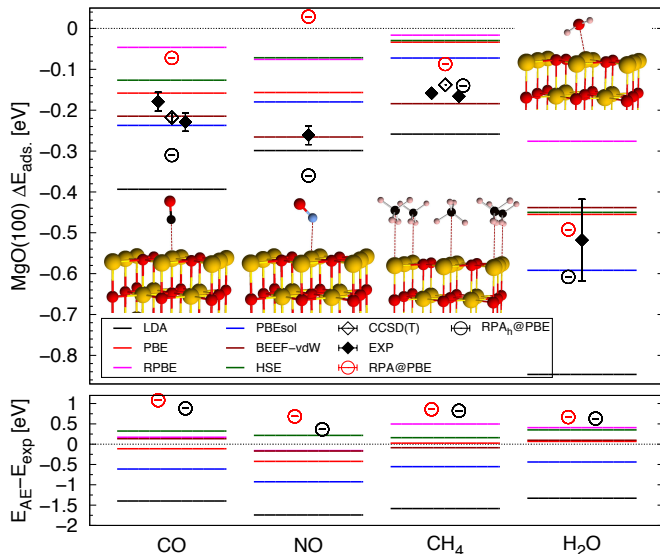 MgO(100) ΔE_ads. [eV]
0
−0.1
−0.2
−0.3
−0.4
−0.5
−0.6
−0.7
−0.8
LDA
PBE
RPBE
PBEsol
BEEF−vdW
HSE
CCSD(T)
EXP
RPA@PBE
RPA_h@PBE
E_AE−E_exp [eV]
1
0.5
0
−0.5
−1
−1.5
−2
CO NO CH₄ H₂O